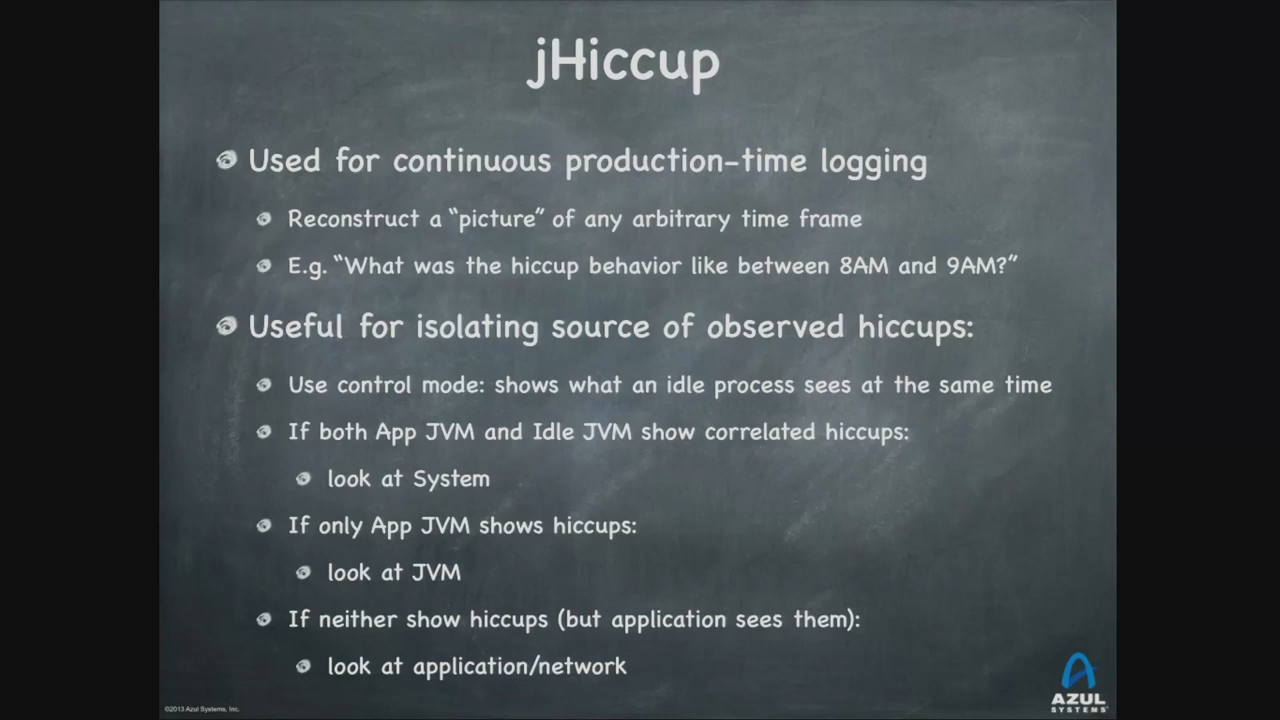 jHiccup
Used for continuous production-time logging
Reconstruct a “picture” of any arbitrary time frame
E.g. “What was the hiccup behavior like between 8AM and 9AM?”
Useful for isolating source of observed hiccups:
Use control mode: shows what an idle process sees at the same time
If both App JVM and Idle JVM show correlated hiccups:
look at System
If only App JVM shows hiccups:
look at JVM
If neither show hiccups (but application sees them):
look at application/network
©2013 Azul Systems, Inc.
AZUL
SYSTEMS